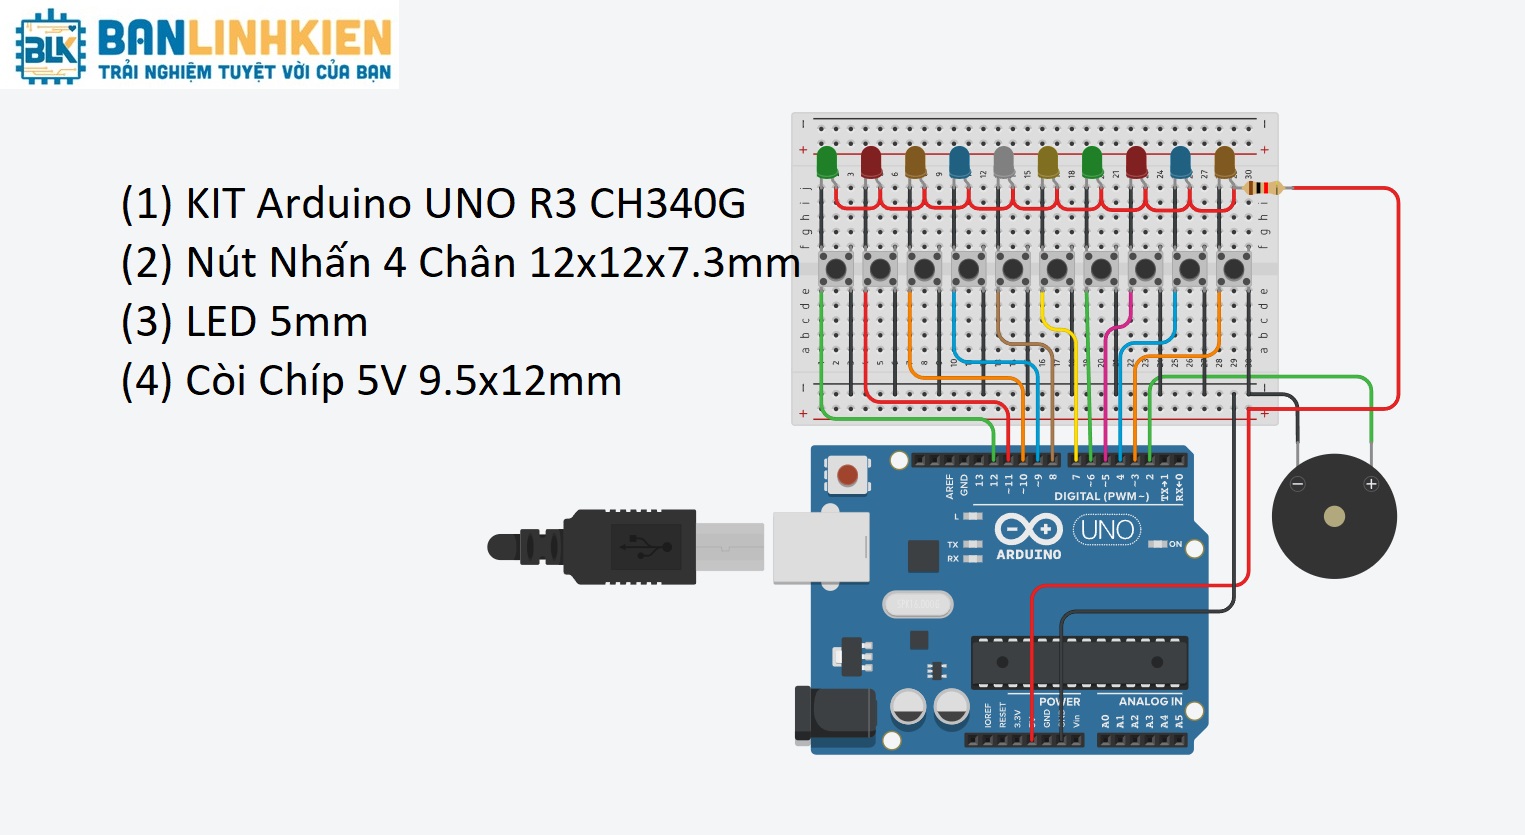 BLK BANLINHKIEN
TRẢI NGHIỆM TUYỆT VỜI CỦA BẠN
(1) KIT Arduino UNO R3 CH340G
(2) Nút Nhấn 4 Chân 12x12x7.3mm
(3) LED 5mm
(4) Còi Chíp 5V 9.5x12mm
j i h g f
e d c b a
AREF GND 13 12 ~11 ~10 ~9 8 7 ~6 ~5 4 ~3 2 TX→1 RX←0
DIGITAL (PWM~)
L
TX
RX
ARDUINO
UNO
ON
POWER
ANALOG IN
IOREF RESET 3.3V GND Vin A0 A1 A2 A3 A4 A5